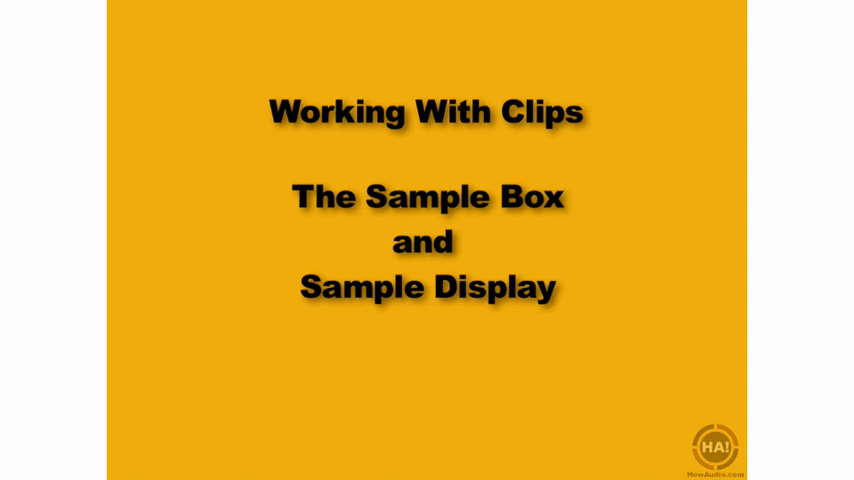 Working With Clips
The Sample Box
and
Sample Display
HA!
HowAudio.com